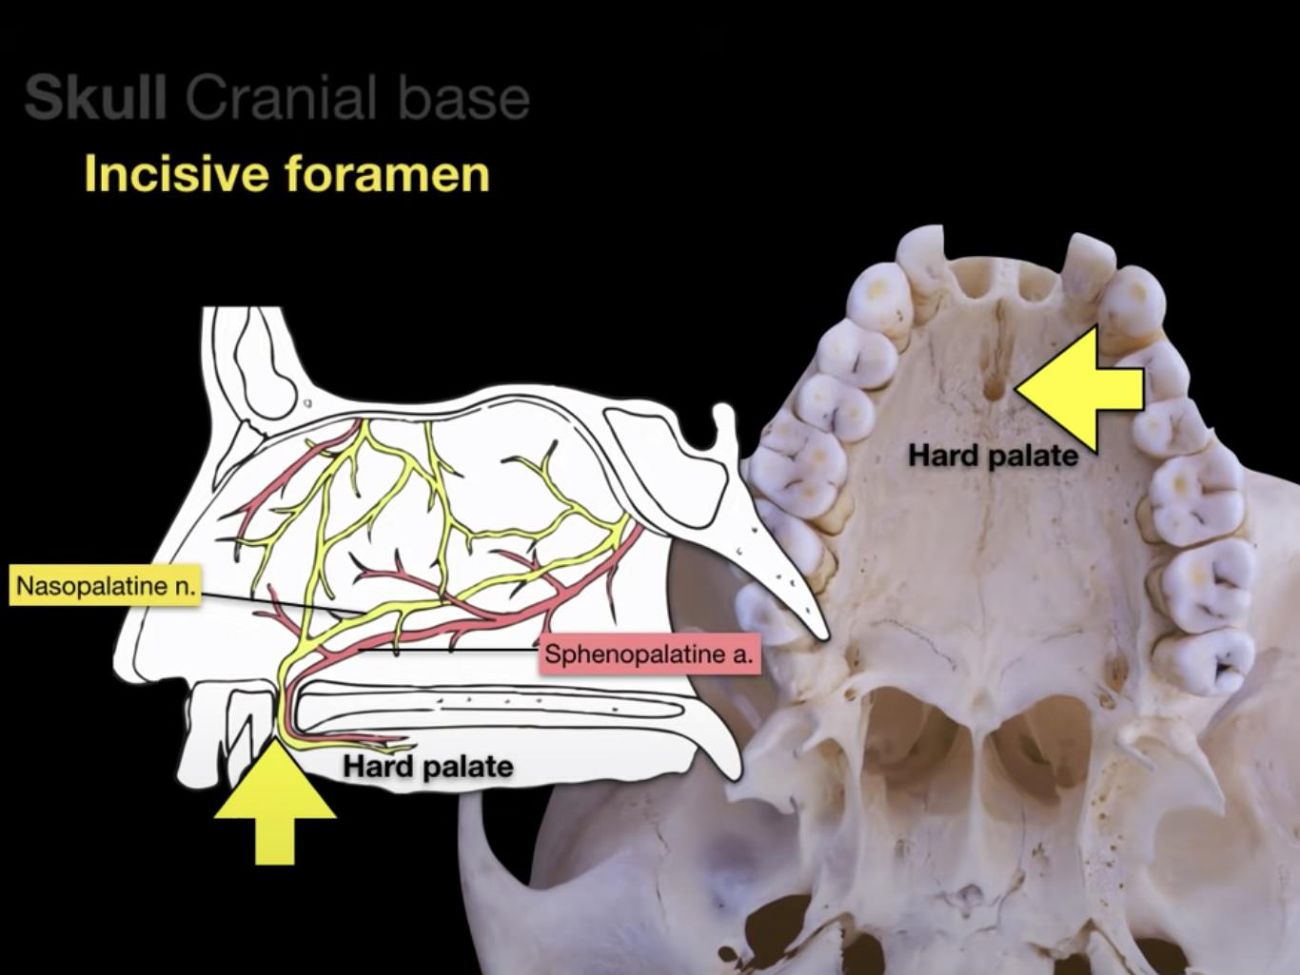 Skull Cranial base
Incisive foramen
Hard palate
Nasopalatine n.
Sphenopalatine a.
Hard palate